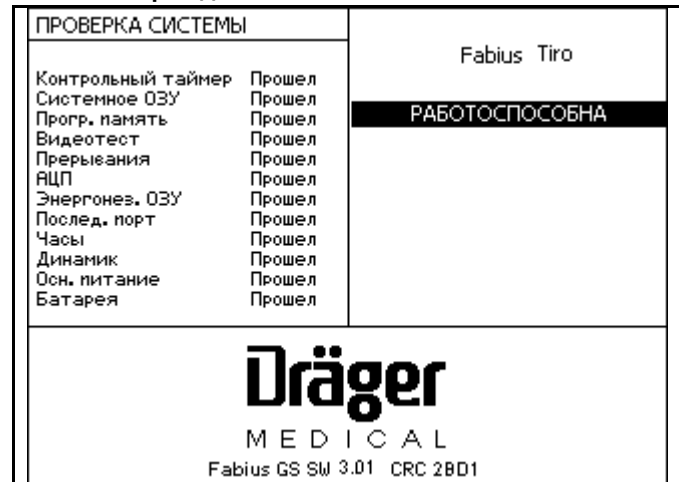 ПРОВЕРКА СИСТЕМЫ
Контрольный таймер Прошел
Системное ОЗУ Прошел
Прогр. память Прошел
Видеотест Прошел
Прерывания Прошел
АЦП Прошел
Энергонез. ОЗУ Прошел
Послед. порт Прошел
Часы Прошел
Динамик Прошел
Осн. питание Прошел
Батарея Прошел
Fabius Tiro
РАБОТОСПОСОБНА
Dräger
MEDICAL
Fabius GS SW 3.01 CRC 2BD1